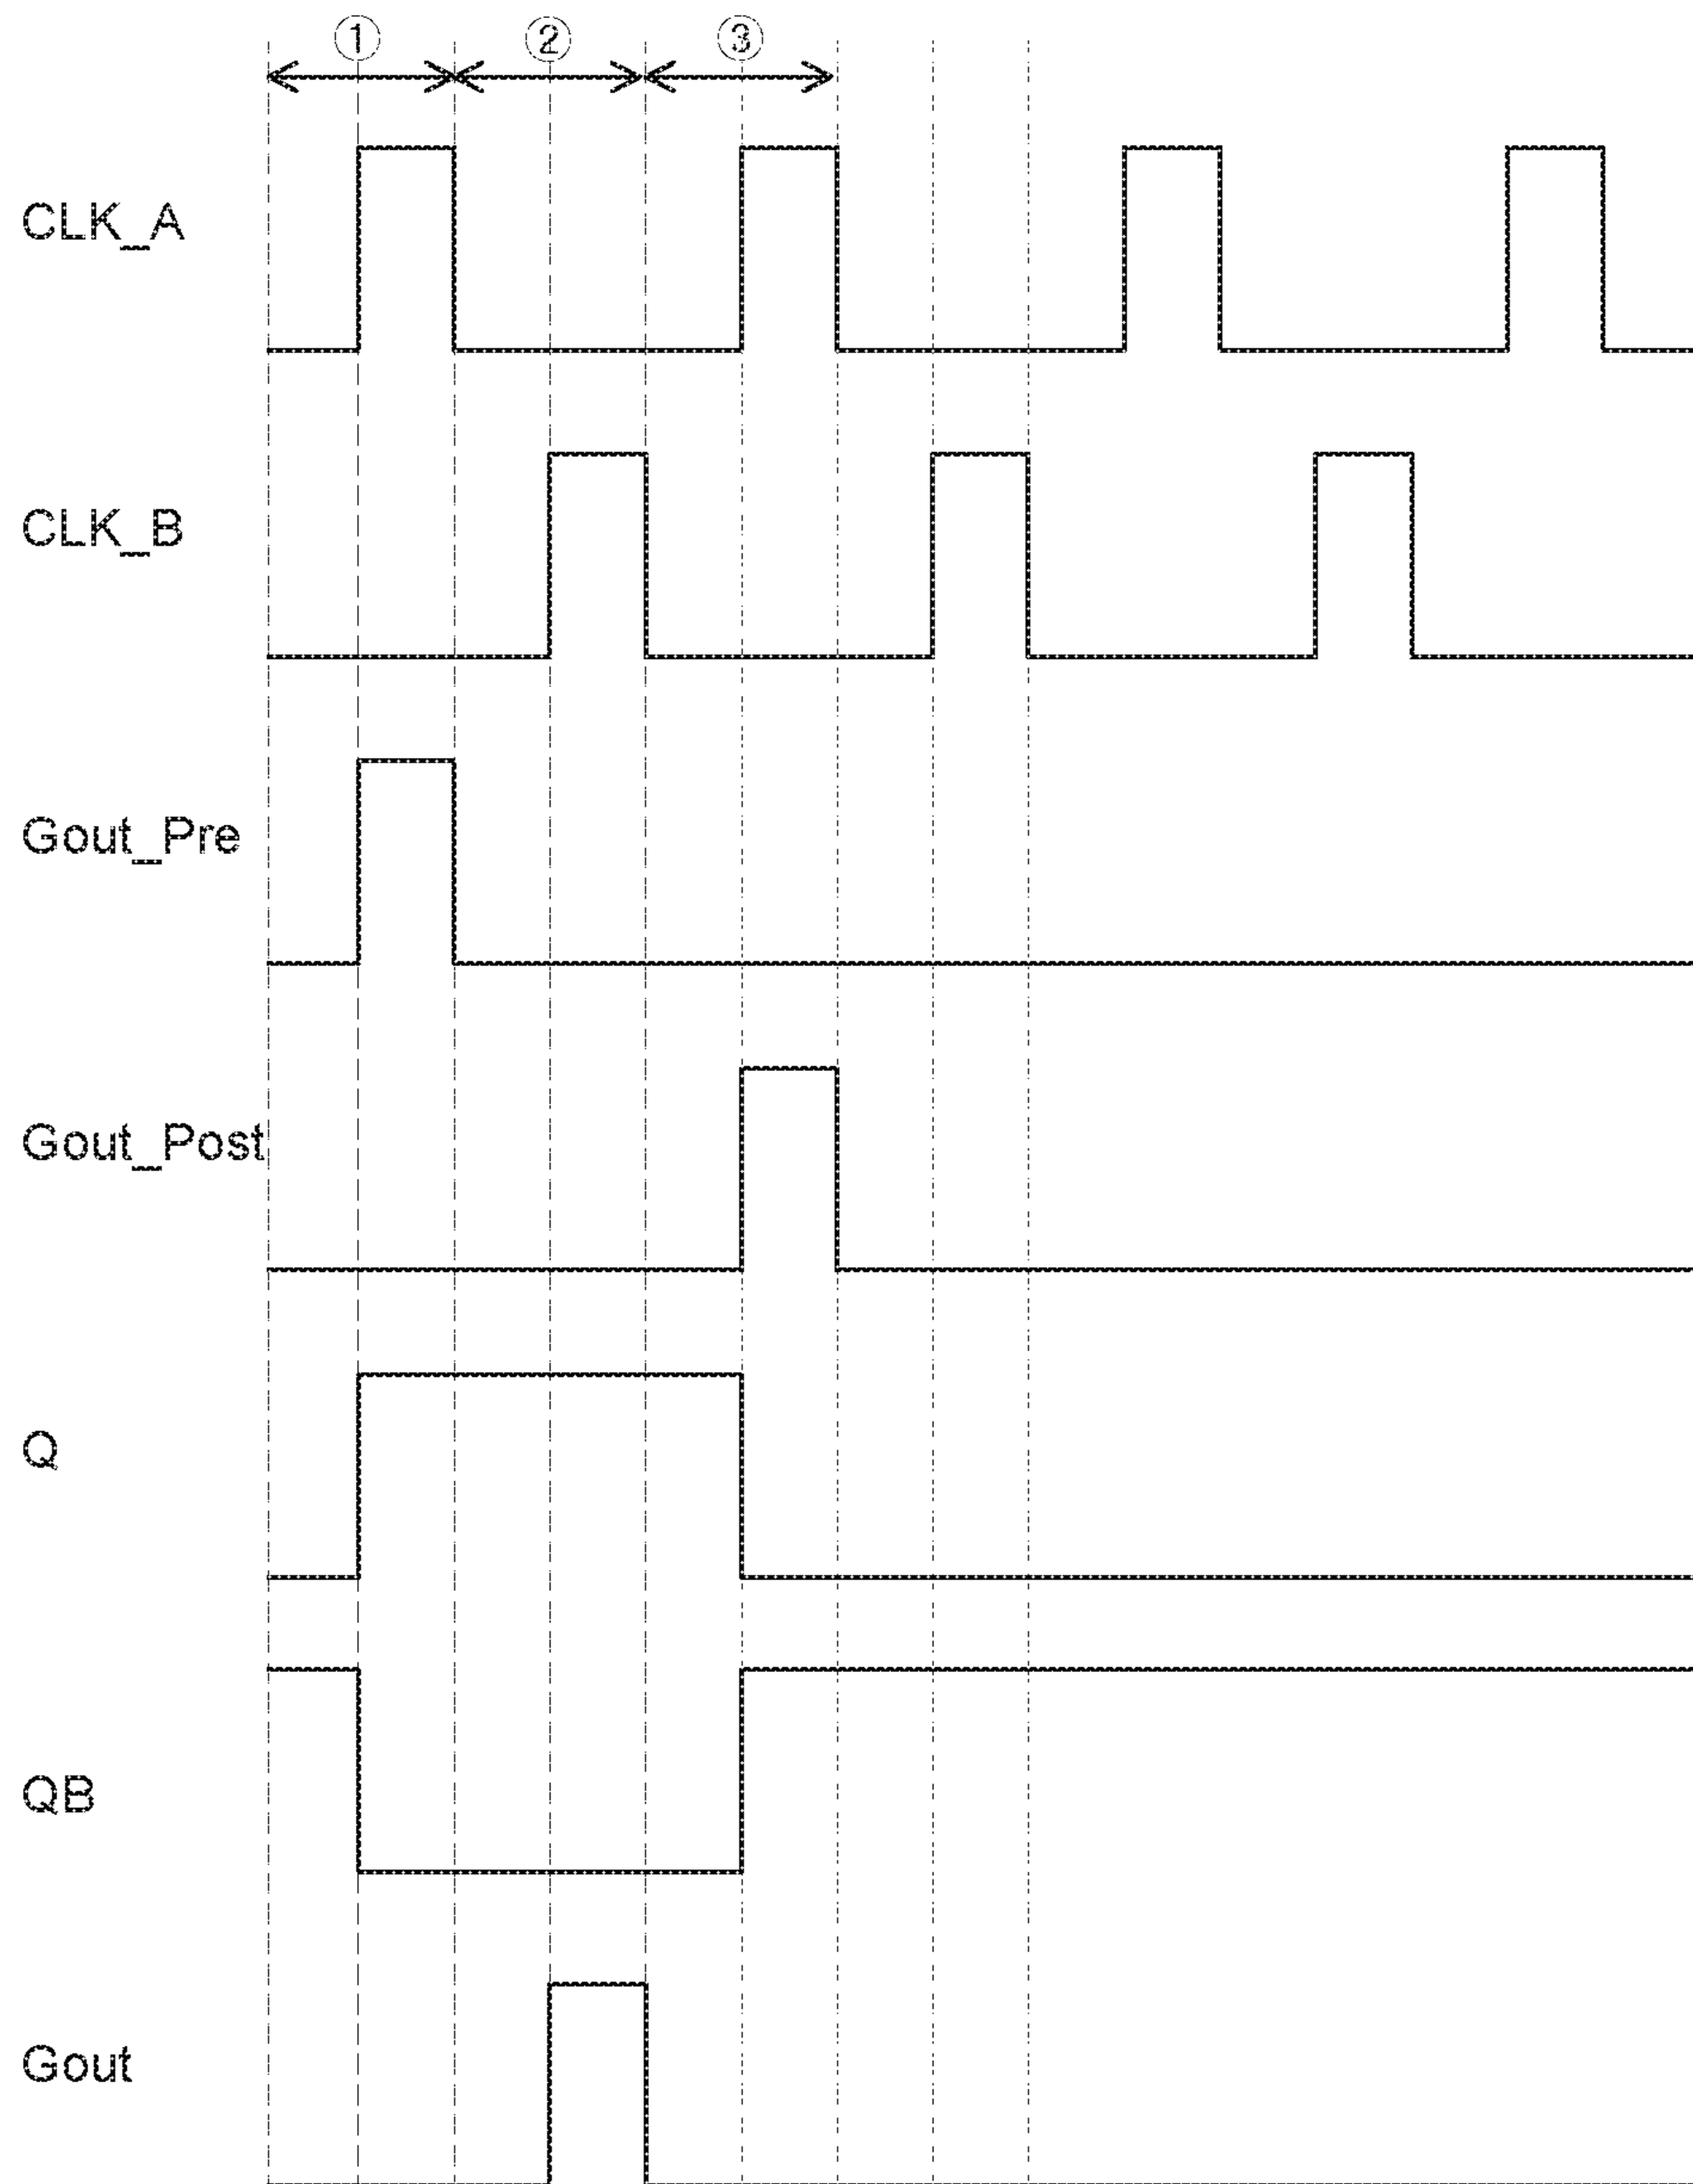 ① ② ③
CLK_A
CLK_B
Gout_Pre
Gout_Post
Q
QB
Gout